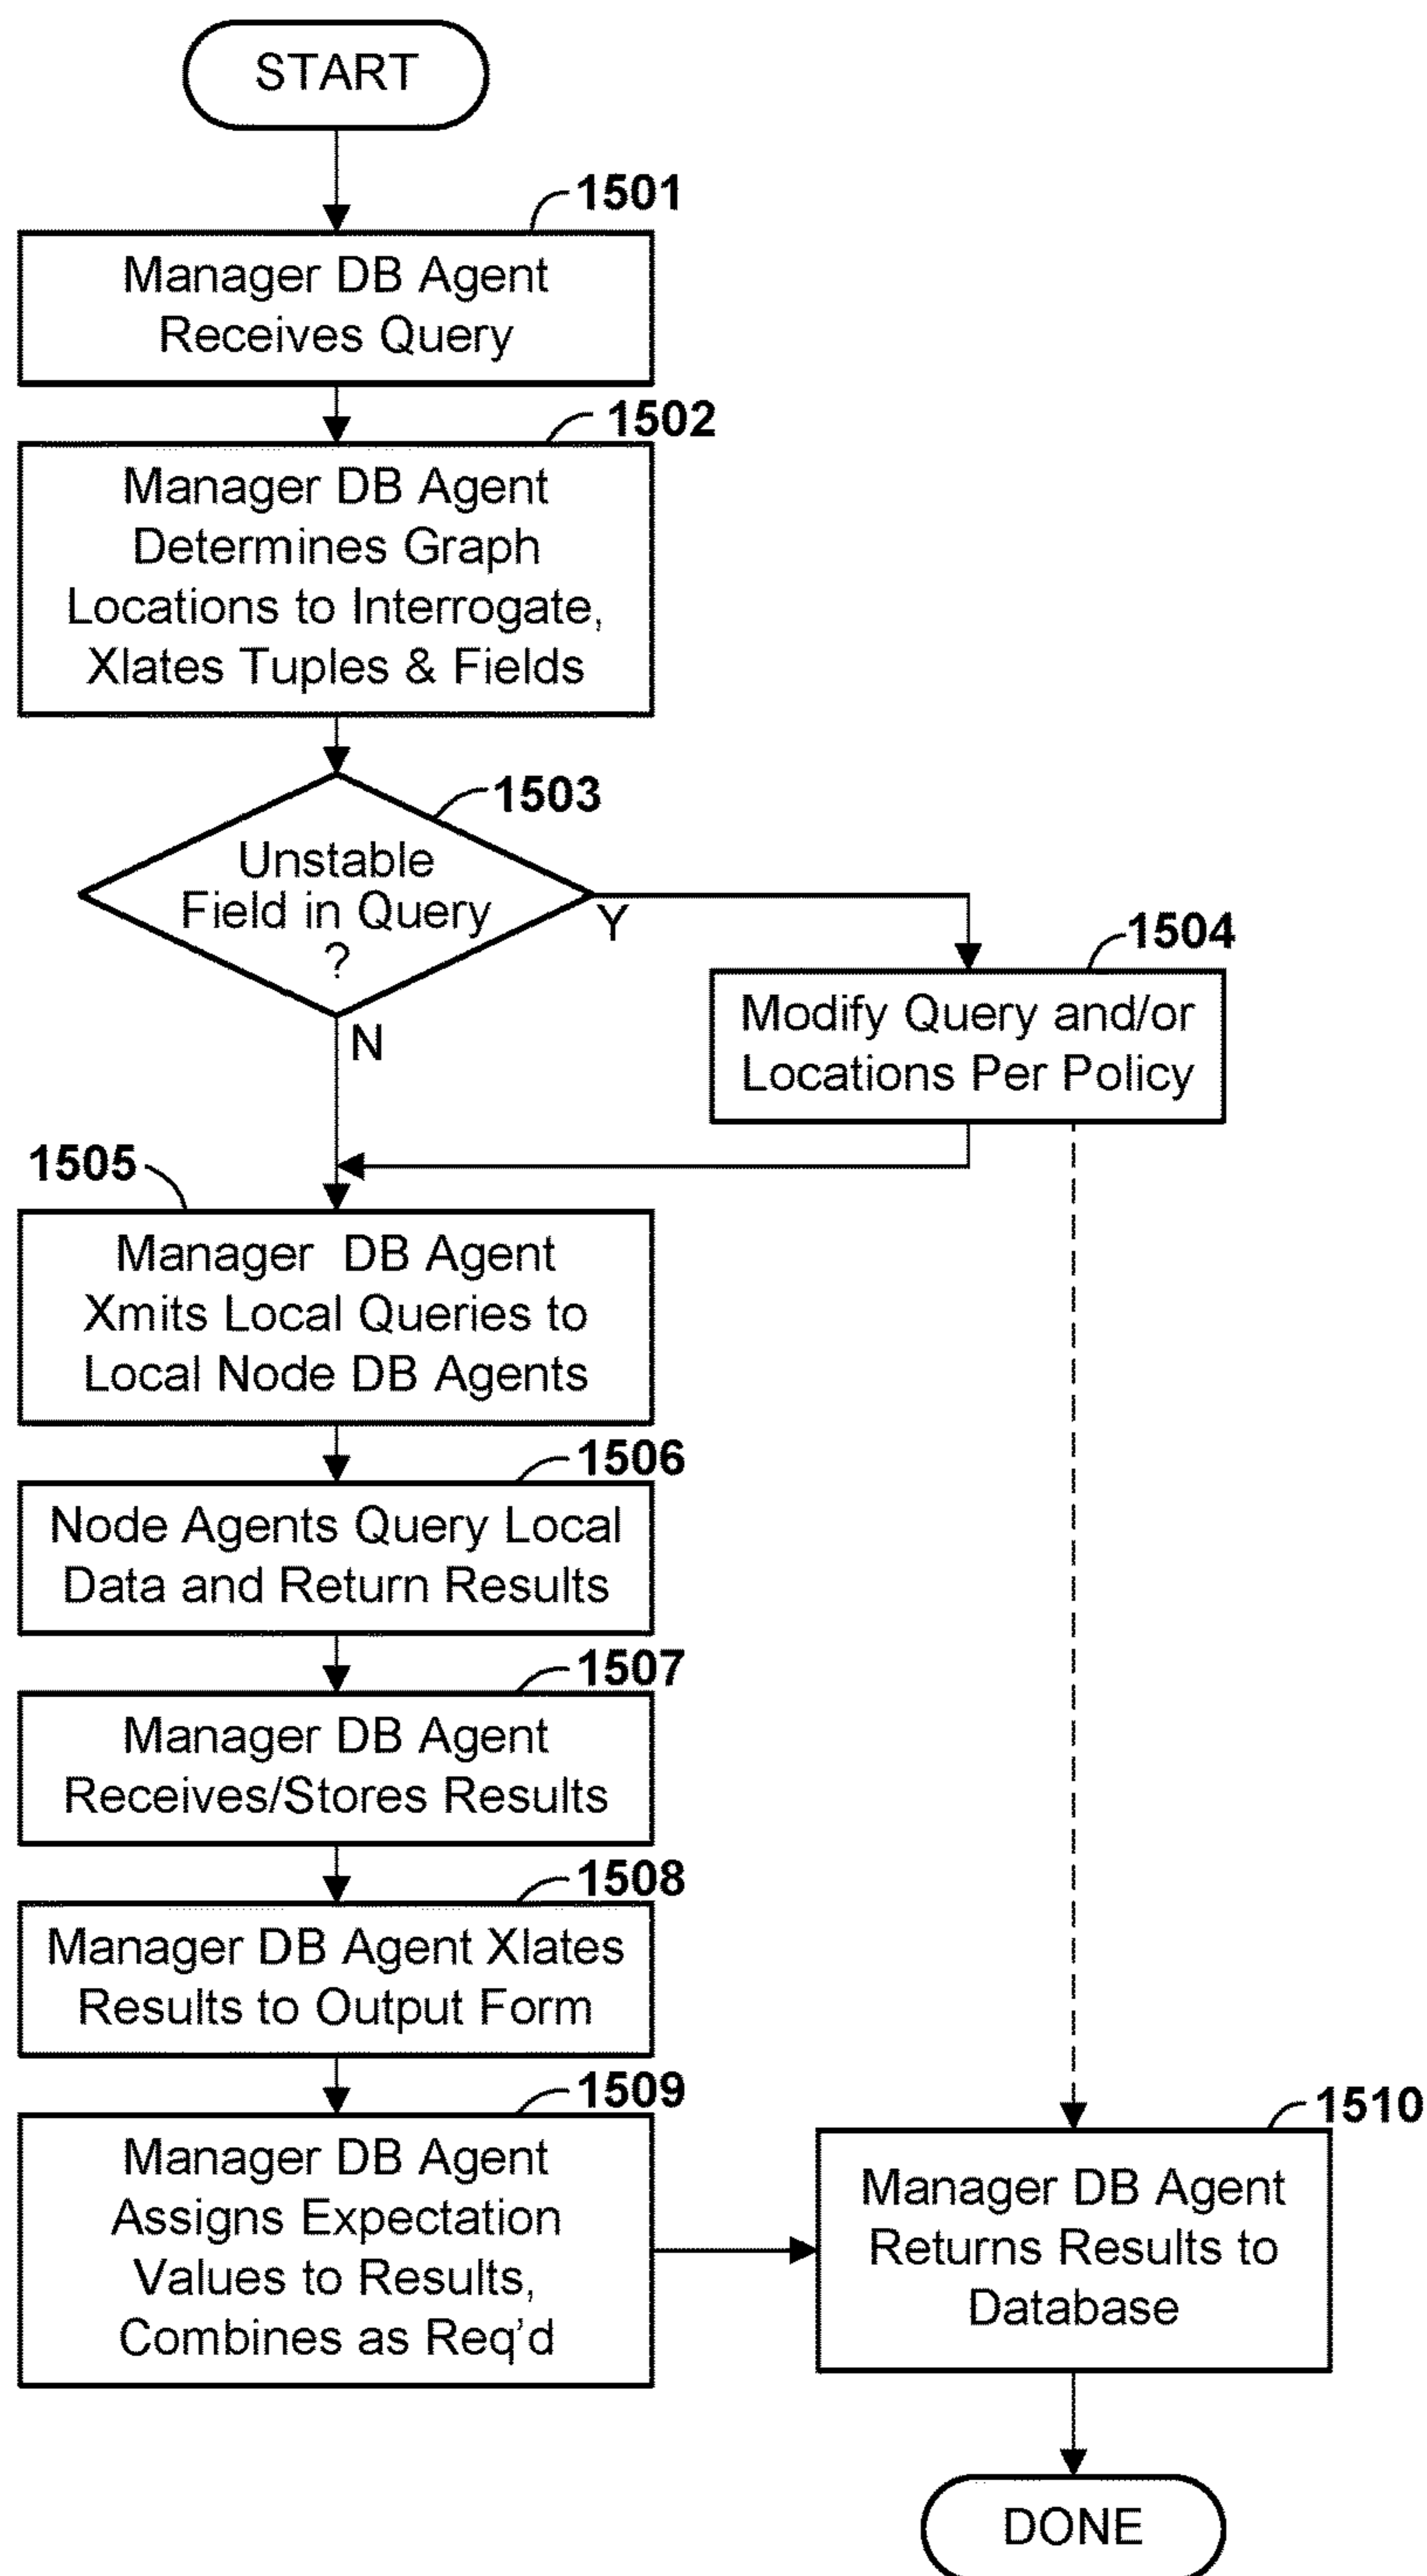 START
1501
Manager DB Agent
Receives Query
1502
Manager DB Agent
Determines Graph
Locations to Interrogate,
Xlates Tuples & Fields
1503
Unstable
Field in Query
?
Y
N
1504
Modify Query and/or
Locations Per Policy
1505
Manager DB Agent
Xmits Local Queries to
Local Node DB Agents
1506
Node Agents Query Local
Data and Return Results
1507
Manager DB Agent
Receives/Stores Results
1508
Manager DB Agent Xlates
Results to Output Form
1509
Manager DB Agent
Assigns Expectation
Values to Results,
Combines as Req'd
1510
Manager DB Agent
Returns Results to
Database
DONE